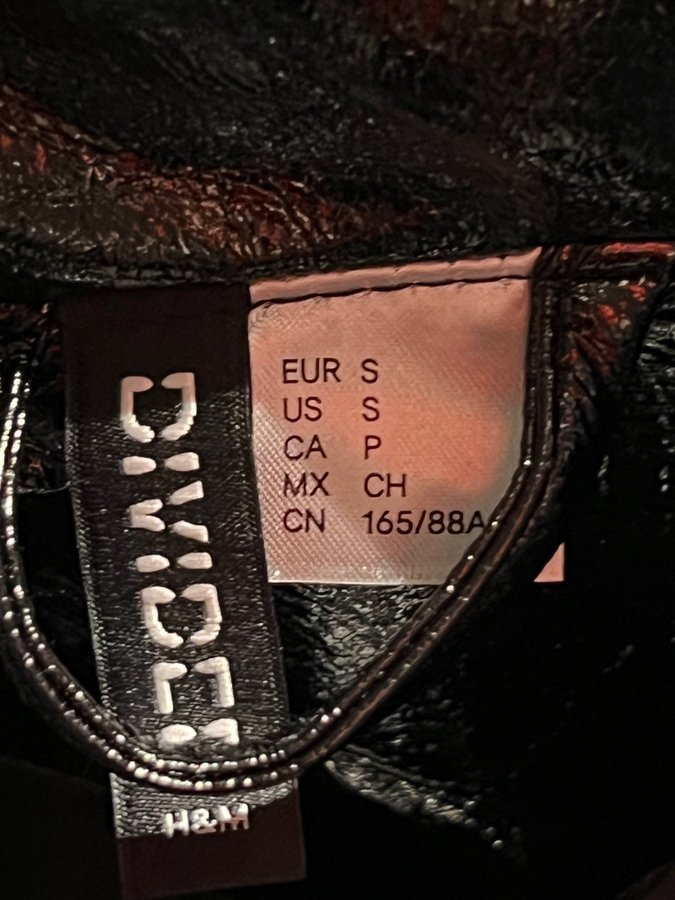 DIVIDED
H&M
EUR S
US S
CA P
MX CH
CN 165/88A